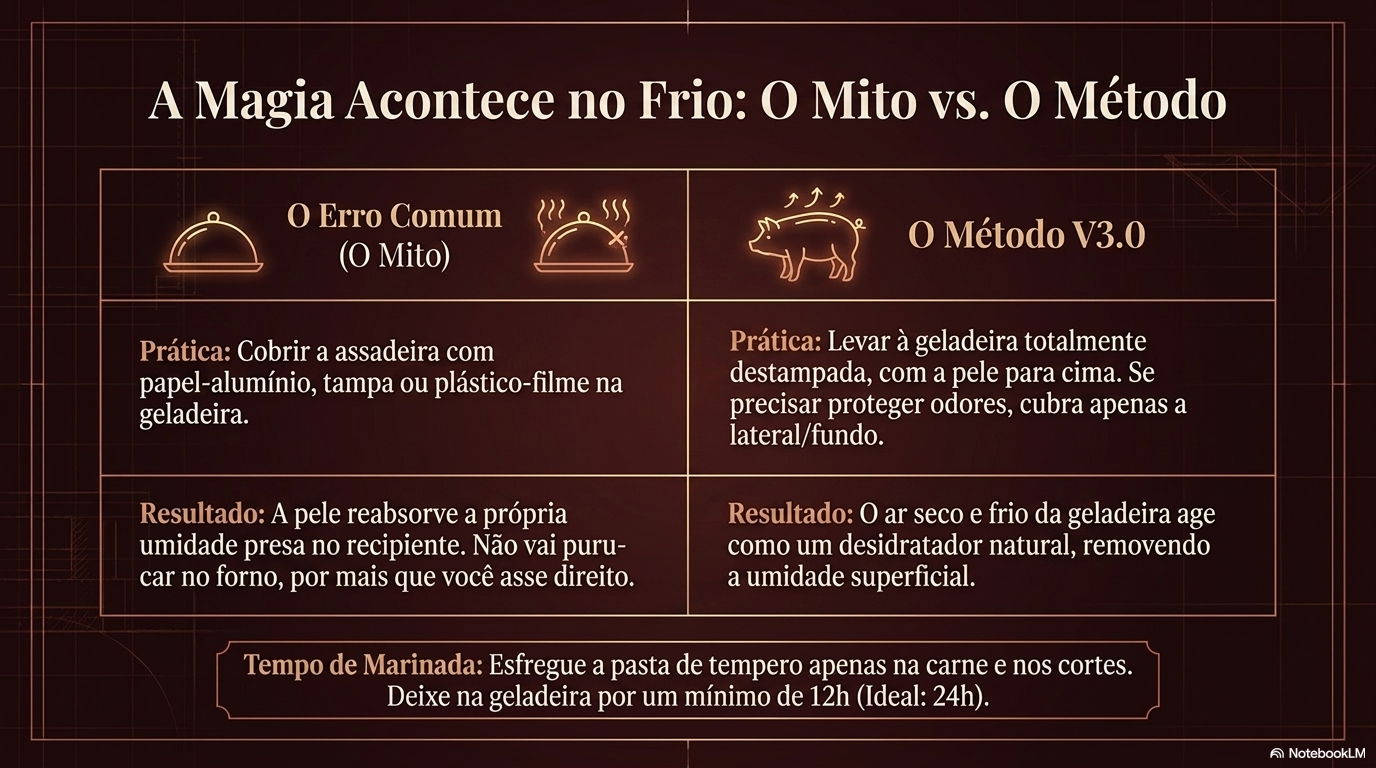 A Magia Acontece no Frio: O Mito vs. O Método
O Erro Comum
(O Mito)
O Método V3.0
Prática: Cobrir a assadeira com
papel-alumínio, tampa ou plástico-filme na
geladeira.
Prática: Levar à geladeira totalmente
destampada, com a pele para cima. Se
precisar proteger odores, cubra apenas a
lateral/fundo.
Resultado: A pele reabsorve a própria
umidade presa no recipiente. Não vai puru-
car no forno, por mais que você asse direito.
Resultado: O ar seco e frio da geladeira age
como um desidratador natural, removendo
a umidade superficial.
Tempo de Marinada: Esfregue a pasta de tempero apenas na carne e nos cortes.
Deixe na geladeira por um mínimo de 12h (Ideal: 24h).
NotebookLM